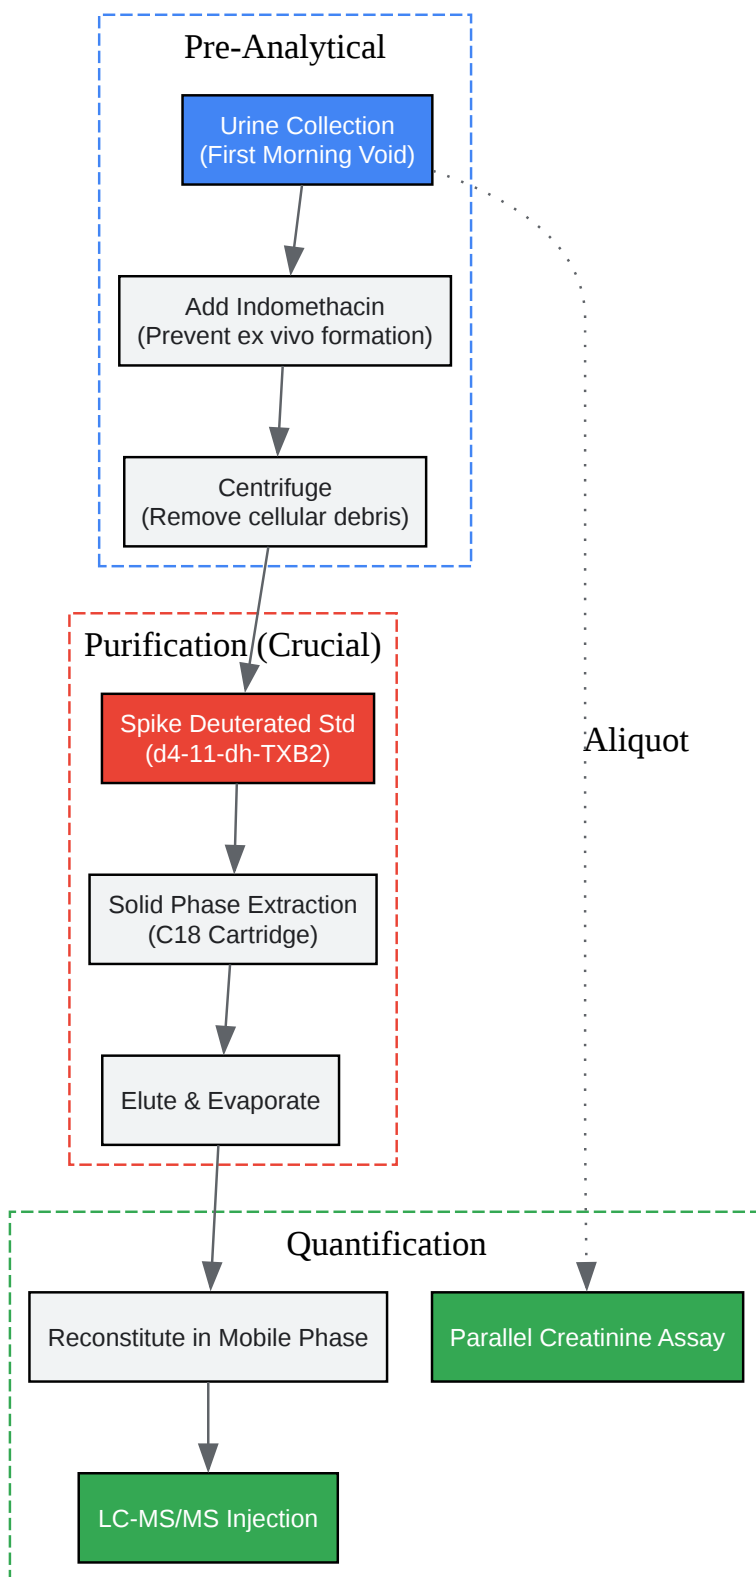 Pre-Analytical
Urine Collection
(First Morning Void)
Add Indomethacin
(Prevent ex vivo formation)
Centrifuge
(Remove cellular debris)
Purification (Crucial)
Spike Deuterated Std
(d4-11-dh-TXB2)
Aliquot
Solid Phase Extraction
(C18 Cartridge)
Elute & Evaporate
Quantification
Reconstitute in Mobile Phase
Parallel Creatinine Assay
LC-MS/MS Injection